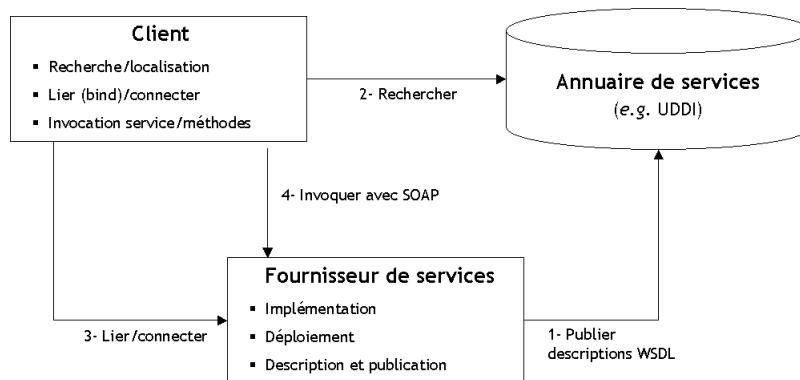 Client
▪ Recherche/localisation
▪ Lier (bind)/connecter
▪ Invocation service/méthodes
2- Rechercher
Annuaire de services
(e.g. UDDI)
4- Invoquer avec SOAP
3- Lier/connecter
Fournisseur de services
▪ Implémentation
▪ Déploiement
▪ Description et publication
1- Publier
descriptions WSDL